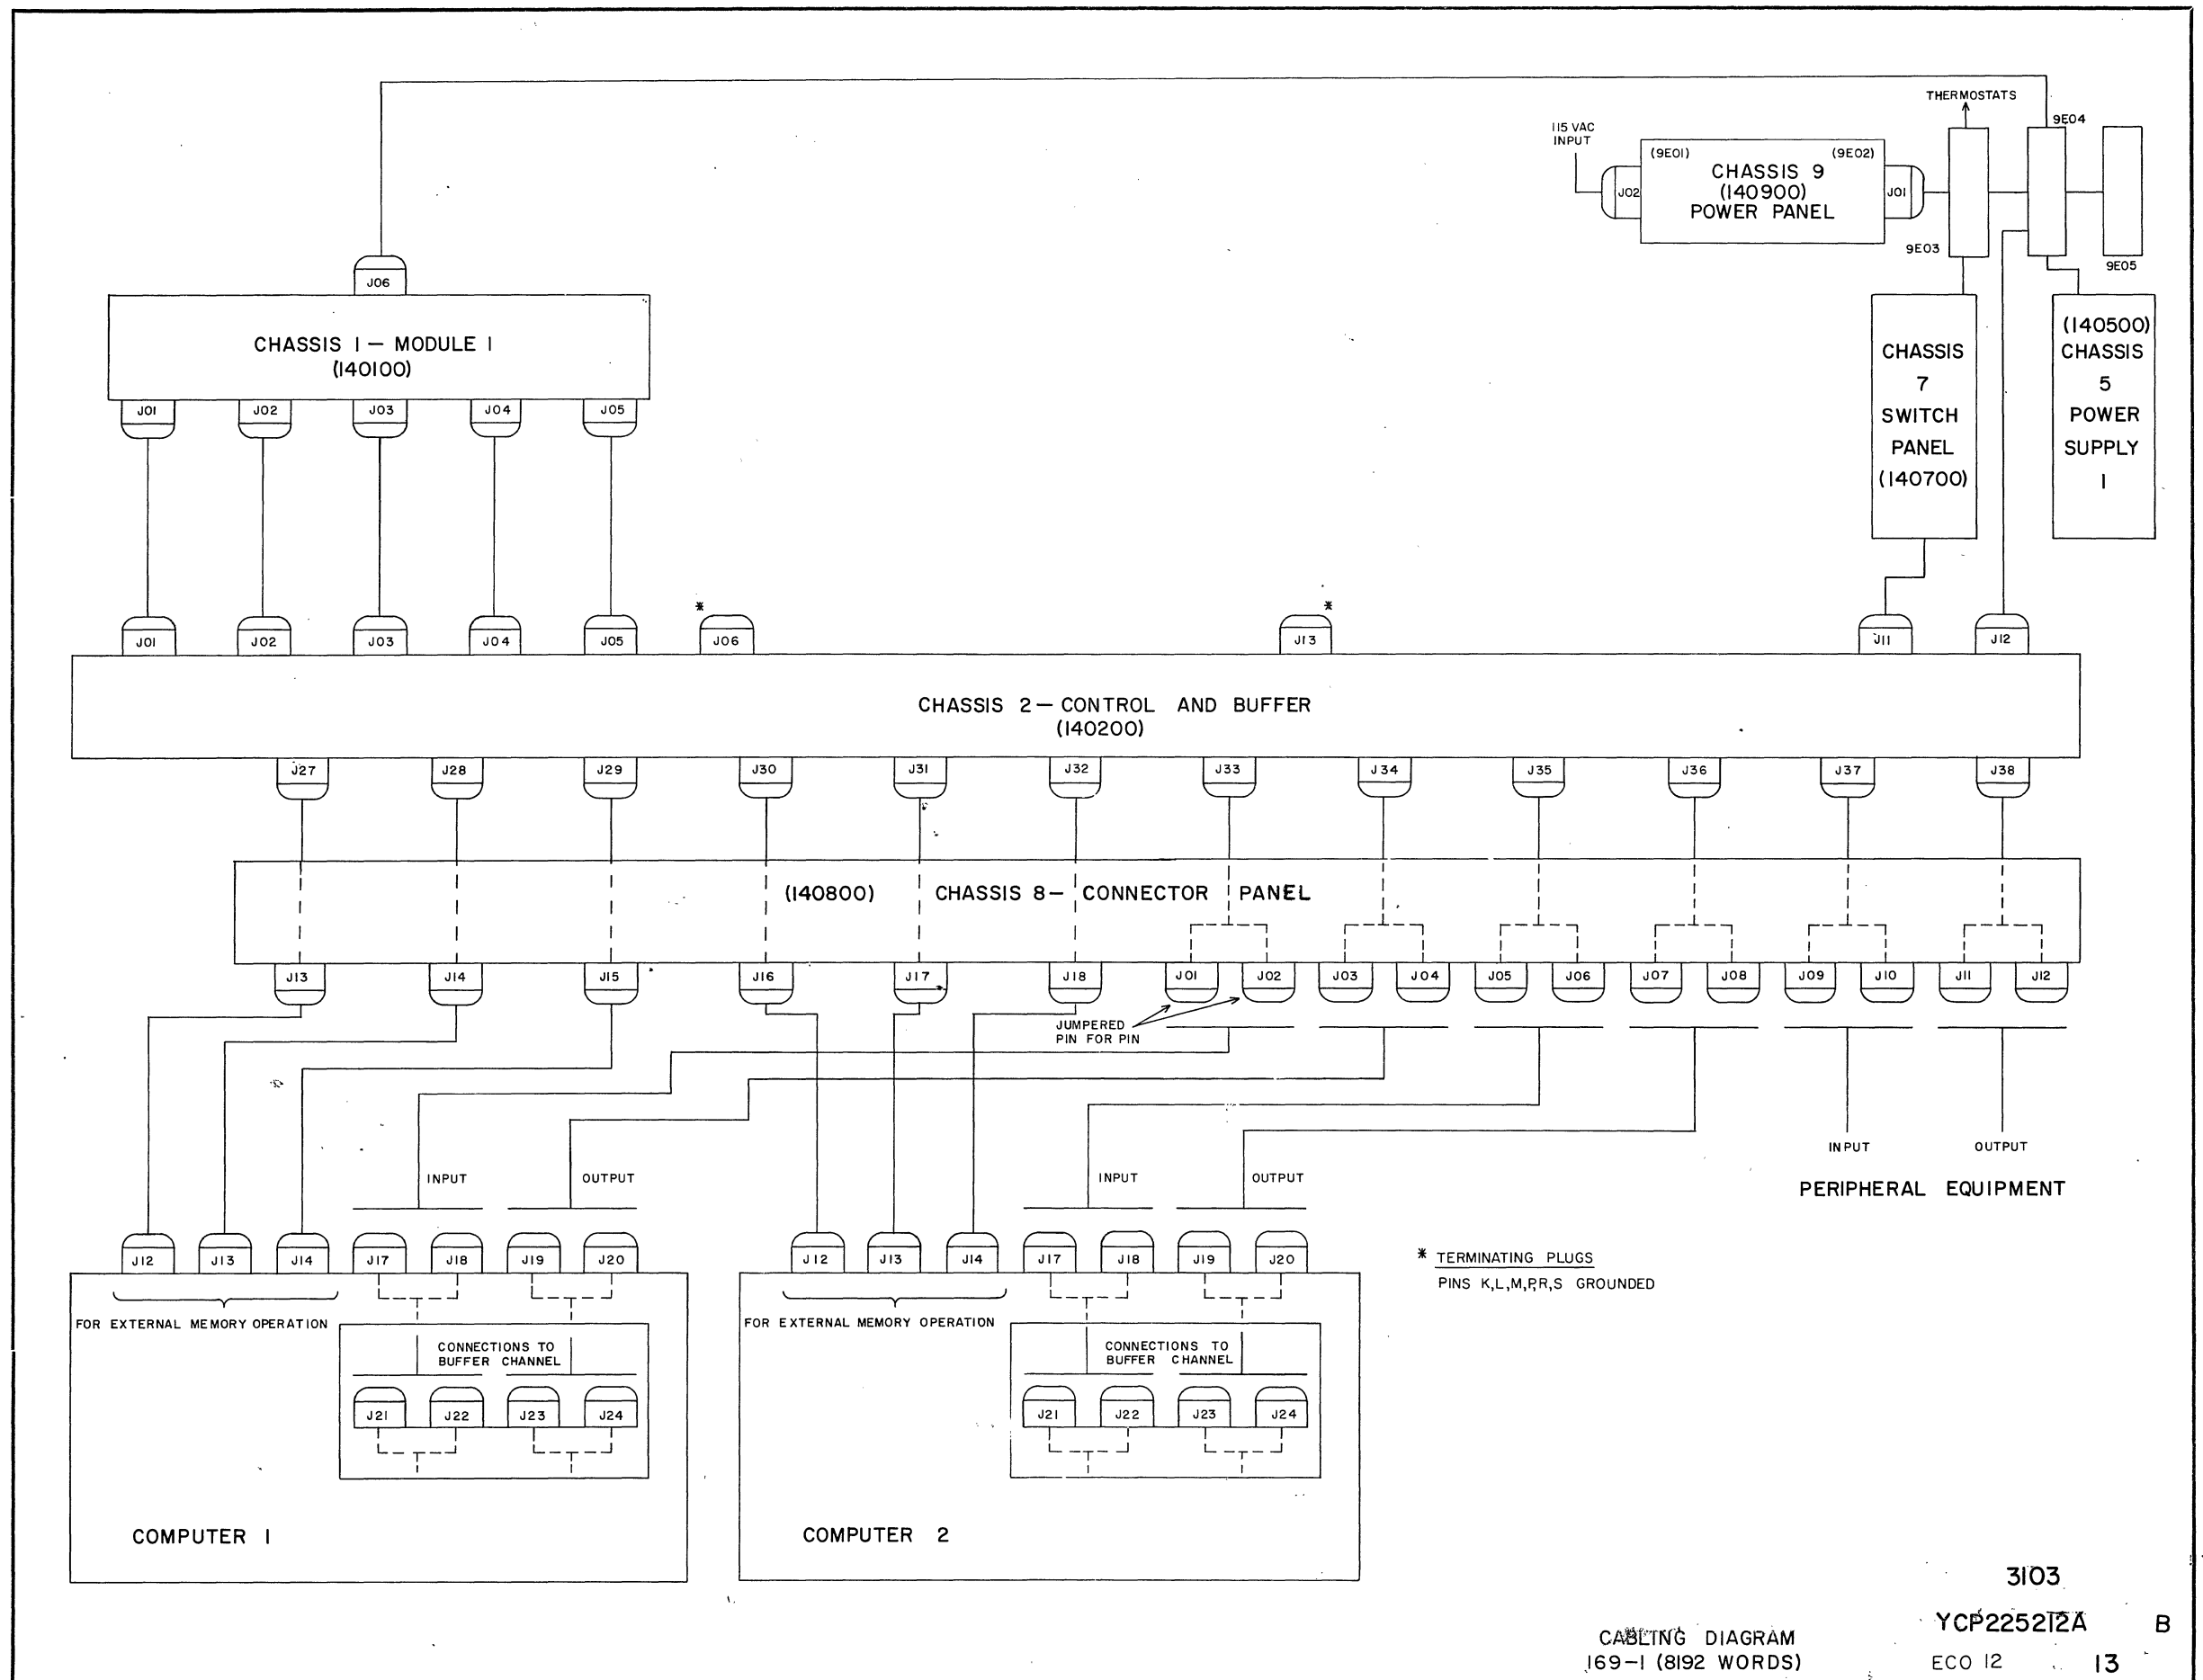 THERMOSTATS
9E04
115 VAC
INPUT
(9E01)
(9E02)
CHASSIS 9
(140900)
POWER PANEL
J02
J01
9E03
9E05
J06
CHASSIS 1 — MODULE 1
(140100)
J01 J02 J03 J04 J05
CHASSIS
7
SWITCH
PANEL
(140700)
(140500)
CHASSIS
5
POWER
SUPPLY
1
* *
J01 J02 J03 J04 J05 J06 J13 J11 J12
CHASSIS 2 — CONTROL AND BUFFER
(140200)
J27 J28 J29 J30 J31 J32 J33 J34 J35 J36 J37 J38
(140800) CHASSIS 8 — CONNECTOR PANEL
J13 J14 J15 J16 J17 J18 J01 J02 J03 J04 J05 J06 J07 J08 J09 J10 J11 J12
JUMPERED
PIN FOR PIN
INPUT OUTPUT
PERIPHERAL EQUIPMENT
INPUT OUTPUT INPUT OUTPUT
J12 J13 J14 J17 J18 J19 J20
FOR EXTERNAL MEMORY OPERATION
CONNECTIONS TO
BUFFER CHANNEL
J21 J22 J23 J24
COMPUTER 1
J12 J13 J14 J17 J18 J19 J20
FOR EXTERNAL MEMORY OPERATION
CONNECTIONS TO
BUFFER CHANNEL
J21 J22 J23 J24
COMPUTER 2
* TERMINATING PLUGS
PINS K,L,M,P,R,S GROUNDED
3103
YCP225212A B
CABLING DIAGRAM
169-1 (8192 WORDS)
ECO 12 13